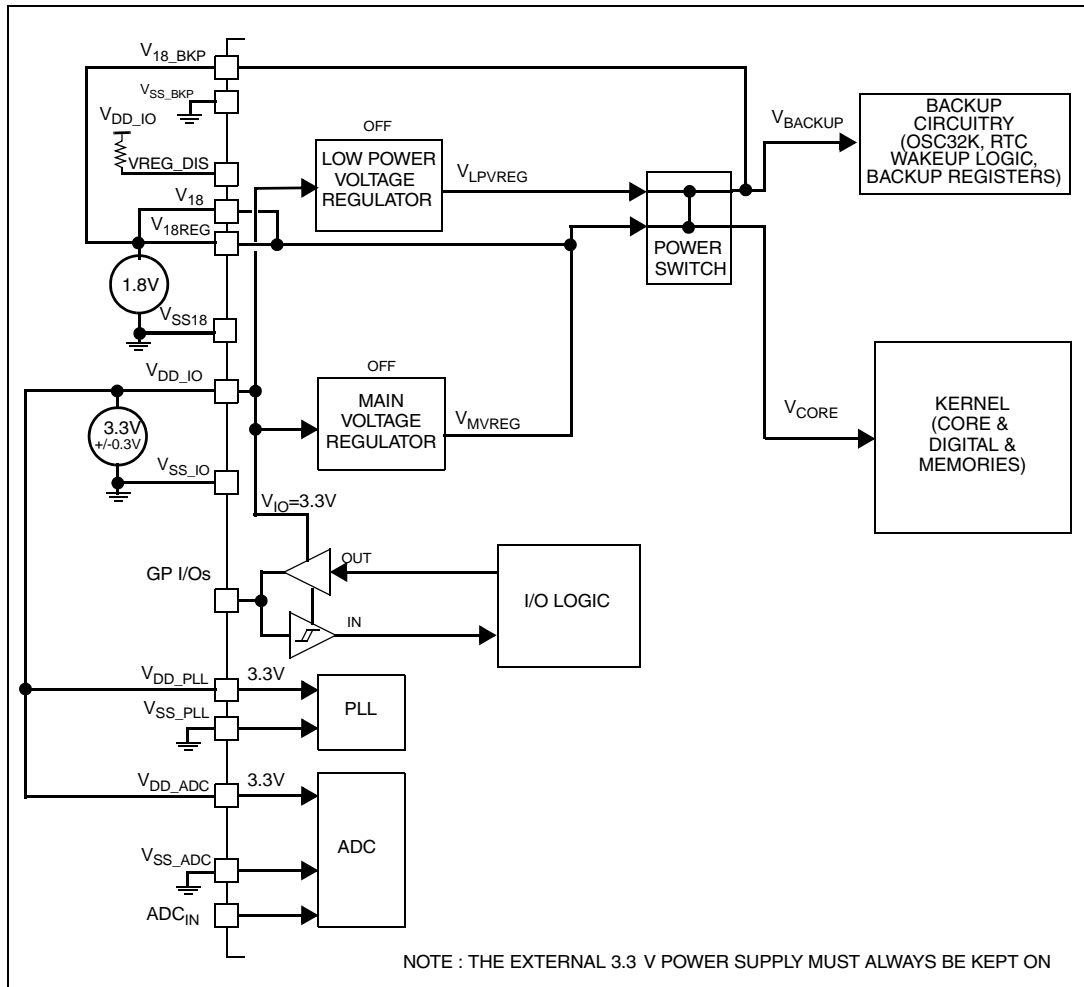 V18_BKP
VSS_BKP
VDD_IO
VREG_DIS
V18
V18REG
1.8V
VSS18
VDD_IO
3.3V
+/-0.3V
VSS_IO
GP I/Os
VDD_PLL
3.3V
VSS_PLL
VDD_ADC
3.3V
VSS_ADC
ADCIN
OFF
LOW POWER
VOLTAGE
REGULATOR
VLPVREG
OFF
MAIN
VOLTAGE
REGULATOR
VMVREG
VIO=3.3V
OUT
IN
I/O LOGIC
PLL
ADC
POWER
SWITCH
VBACKUP
BACKUP
CIRCUITRY
(OSC32K, RTC
WAKEUP LOGIC,
BACKUP REGISTERS)
VCORE
KERNEL
(CORE &
DIGITAL &
MEMORIES)
NOTE : THE EXTERNAL 3.3 V POWER SUPPLY MUST ALWAYS BE KEPT ON